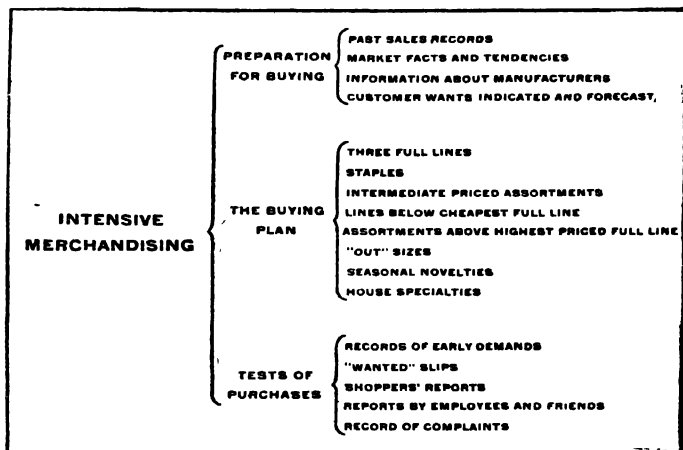 INTENSIVE
MERCHANDISING
PREPARATION
FOR BUYING
PAST SALES RECORDS
MARKET FACTS AND TENDENCIES
INFORMATION ABOUT MANUFACTURERS
CUSTOMER WANTS INDICATED AND FORECAST,
THE BUYING
PLAN
THREE FULL LINES
STAPLES
INTERMEDIATE PRICED ASSORTMENTS
LINES BELOW CHEAPEST FULL LINE
ASSORTMENTS ABOVE HIGHEST PRICED FULL LINE
"OUT" SIZES
SEASONAL NOVELTIES
HOUSE SPECIALTIES
TESTS OF
PURCHASES
RECORDS OF EARLY DEMANDS
"WANTED" SLIPS
SHOPPERS' REPORTS
REPORTS BY EMPLOYEES AND FRIENDS
RECORD OF COMPLAINTS